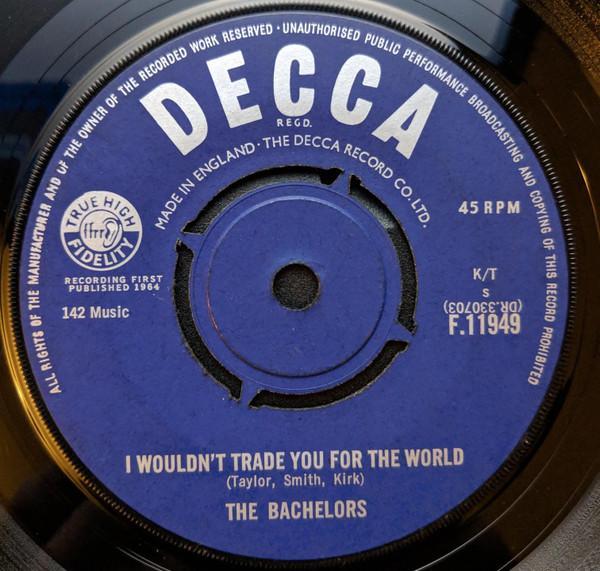 ALL RIGHTS OF THE MANUFACTURER AND OF THE OWNER OF THE RECORDED WORK RESERVED · UNAUTHORISED PUBLIC PERFORMANCE BROADCASTING AND COPYING OF THIS RECORD PROHIBITED
DECCA
REGD.
MADE IN ENGLAND · THE DECCA RECORD CO. LTD.
TRUE HIGH
ffrr
FIDELITY
RECORDING FIRST
PUBLISHED 1964
142 Music
45 RPM
K/T
S
(DR.330703)
F.11949
I WOULDN'T TRADE YOU FOR THE WORLD
(Taylor, Smith, Kirk)
THE BACHELORS